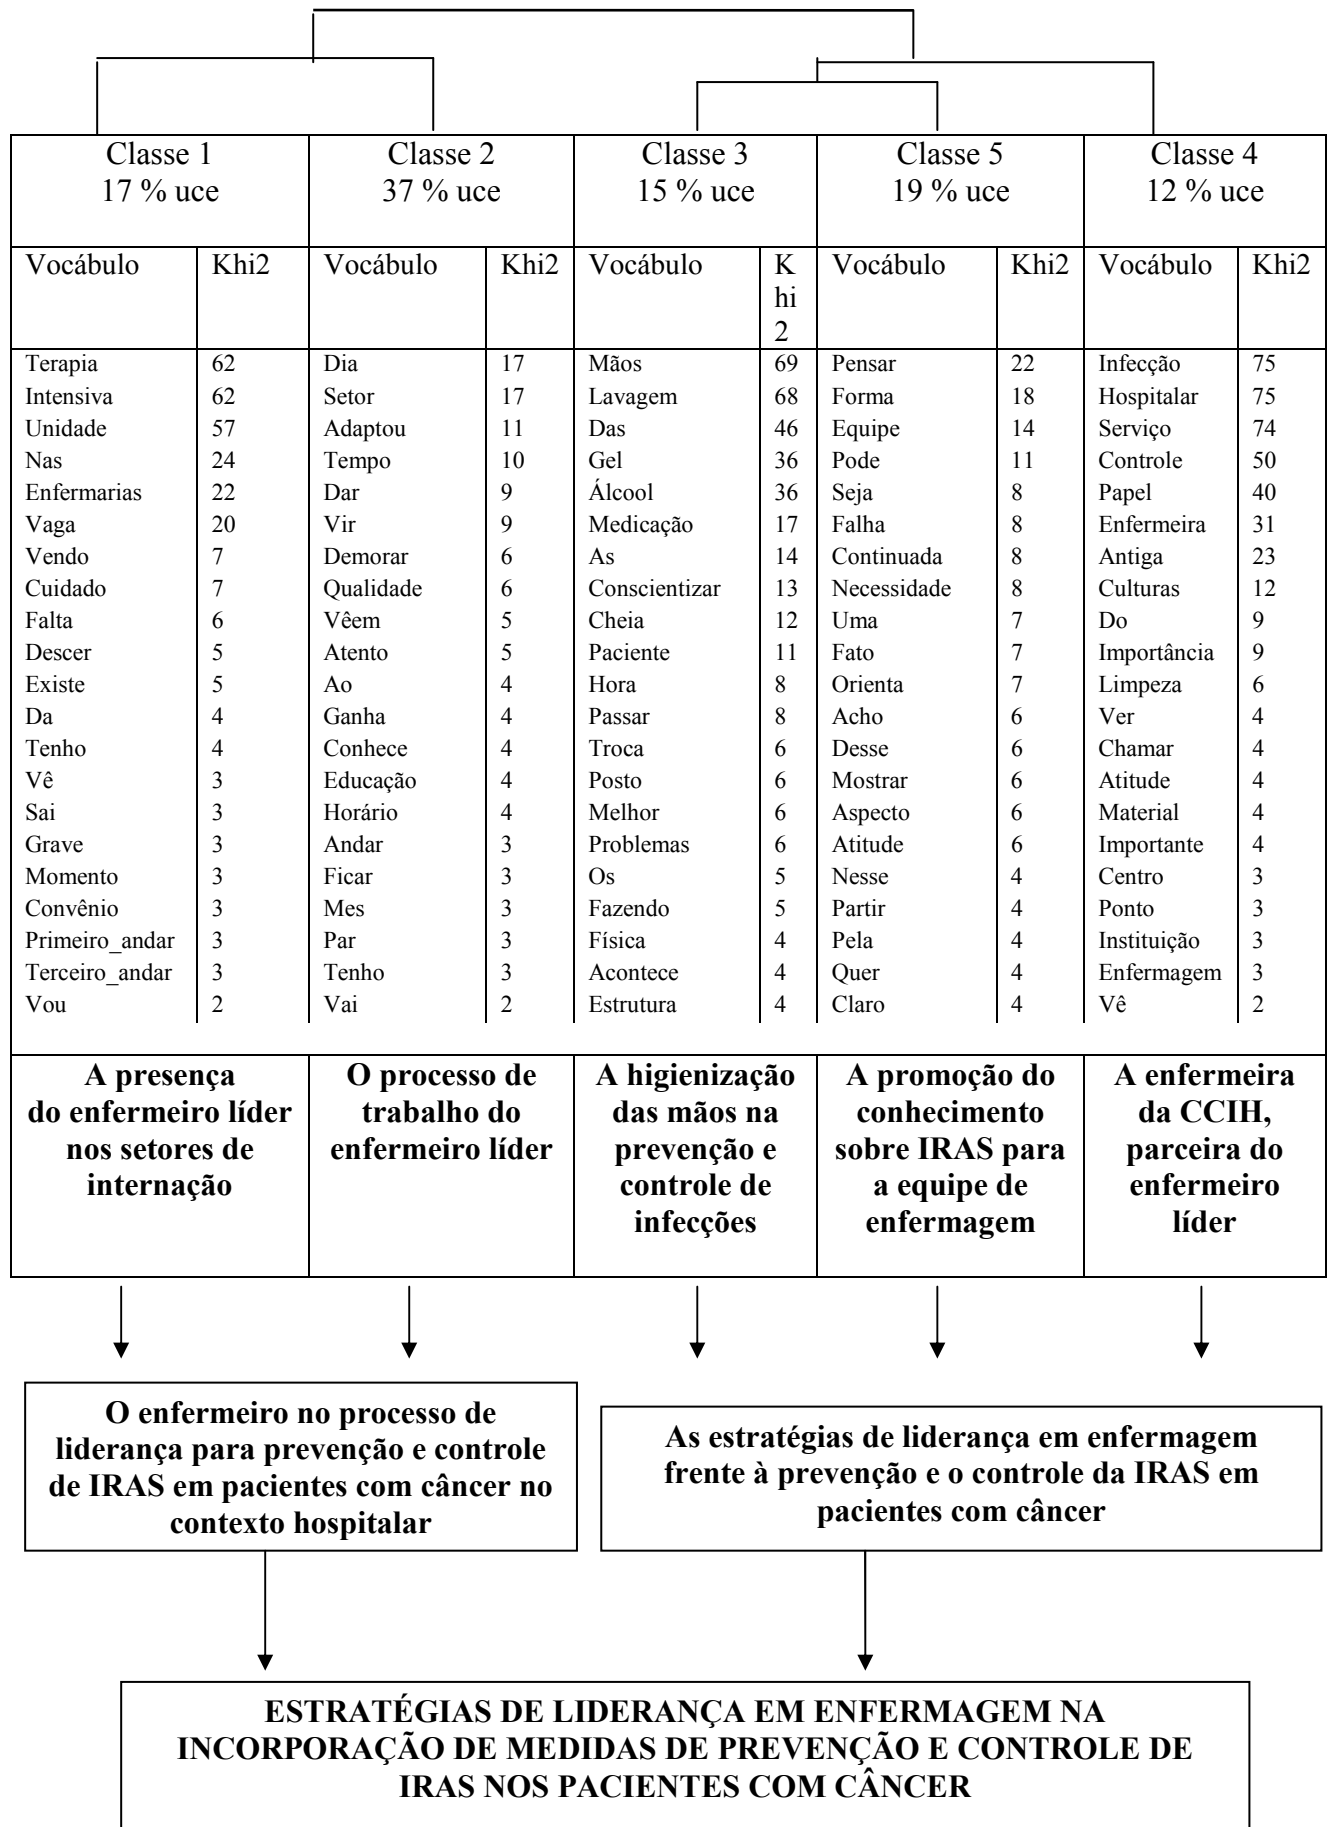 Classe 1 Classe 2 Classe 3 Classe 5 Classe 4
17 % uce 37 % uce 15 % uce 19 % uce 12 % uce
Vocábulo Khi2 Vocábulo Khi2 Vocábulo K Vocábulo Khi2 Vocábulo Khi2
hi
2
Terapia 62 Dia 17 Mãos 69 Pensar 22 Infecção 75
Intensiva 62 Setor 17 Lavagem 68 Forma 18 Hospitalar 75
Unidade 57 Adaptou 11 Das 46 Equipe 14 Serviço 74
Nas 24 Tempo 10 Gel 36 Pode 11 Controle 50
Enfermarias 22 Dar 9 Álcool 36 Seja 8 Papel 40
Vaga 20 Vir 9 Medicação 17 Falha 8 Enfermeira 31
Vendo 7 Demorar 6 As 14 Continuada 8 Antiga 23
Cuidado 7 Qualidade 6 Conscientizar 13 Necessidade 8 Culturas 12
Falta 6 Vêem 5 Cheia 12 Uma 7 Do 9
Descer 5 Atento 5 Paciente 11 Fato 7 Importância 9
Existe 5 Ao 4 Hora 8 Orienta 7 Limpeza 6
Da 4 Ganha 4 Passar 8 Acho 6 Ver 4
Tenho 4 Conhece 4 Troca 6 Desse 6 Chamar 4
Vê 3 Educação 4 Posto 6 Mostrar 6 Atitude 4
Sai 3 Horário 4 Melhor 6 Aspecto 6 Material 4
Grave 3 Andar 3 Problemas 6 Atitude 6 Importante 4
Momento 3 Ficar 3 Os 5 Nesse 4 Centro 3
Convênio 3 Mes 3 Fazendo 5 Partir 4 Ponto 3
Primeiro_andar 3 Par 3 Física 4 Pela 4 Instituição 3
Terceiro_andar 3 Tenho 3 Acontece 4 Quer 4 Enfermagem 3
Vou 2 Vai 2 Estrutura 4 Claro 4 Vê 2
A presença O processo de A higienização A promoção do A enfermeira
do enfermeiro líder trabalho do das mãos na conhecimento da CCIH,
nos setores de enfermeiro líder prevenção e sobre IRAS para parceira do
internação controle de a equipe de enfermeiro
infecções enfermagem líder
O enfermeiro no processo de
liderança para prevenção e controle
de IRAS em pacientes com câncer no
contexto hospitalar
As estratégias de liderança em enfermagem
frente à prevenção e o controle da IRAS em
pacientes com câncer
ESTRATÉGIAS DE LIDERANÇA EM ENFERMAGEM NA
INCORPORAÇÃO DE MEDIDAS DE PREVENÇÃO E CONTROLE DE
IRAS NOS PACIENTES COM CÂNCER